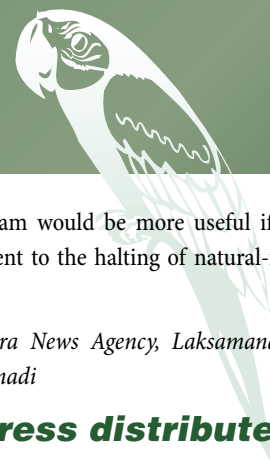 am would be more useful if
ent to the halting of natural-
ra News Agency, Laksamana
nadi
ress distribute